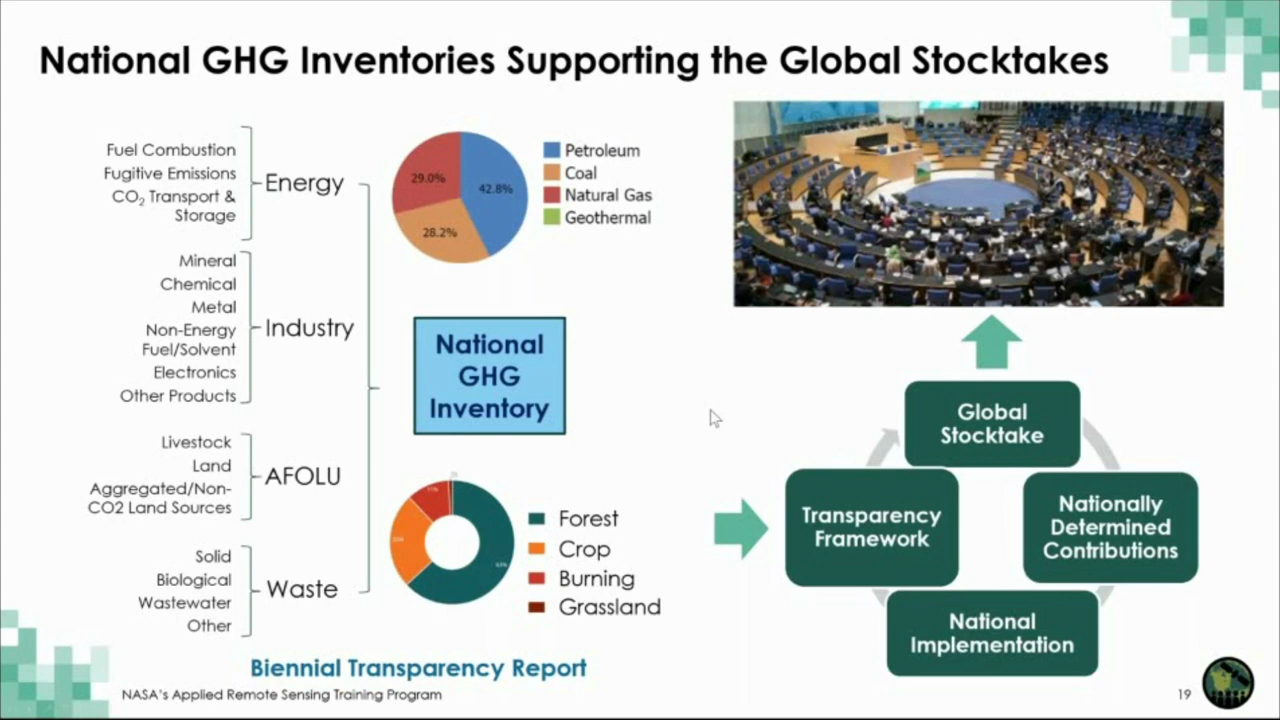 National GHG Inventories Supporting the Global Stocktakes
Fuel Combustion
Fugitive Emissions
CO2 Transport &
Storage
Energy
Mineral
Chemical
Metal
Non-Energy
Fuel/Solvent
Electronics
Other Products
Industry
Livestock
Land
Aggregated/Non-
CO2 Land Sources
AFOLU
Solid
Biological
Wastewater
Other
Waste
29.0%
42.8%
28.2%
Petroleum
Coal
Natural Gas
Geothermal
National
GHG
Inventory
Forest
Crop
Burning
Grassland
Biennial Transparency Report
Global
Stocktake
Nationally
Determined
Contributions
National
Implementation
Transparency
Framework
NASA's Applied Remote Sensing Training Program
19